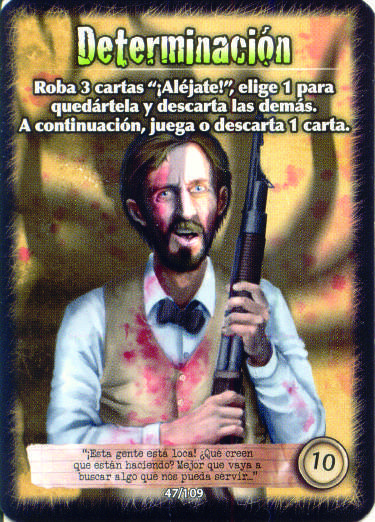 Determinación
Roba 3 cartas “¡Aléjate!”, elige 1 para
quedártela y descarta las demás.
A continuación, juega o descarta 1 carta.
"¡Esta gente está loca! ¿Qué creen
que están haciendo? Mejor que vaya a
buscar algo que nos pueda servir..."
10
47/109